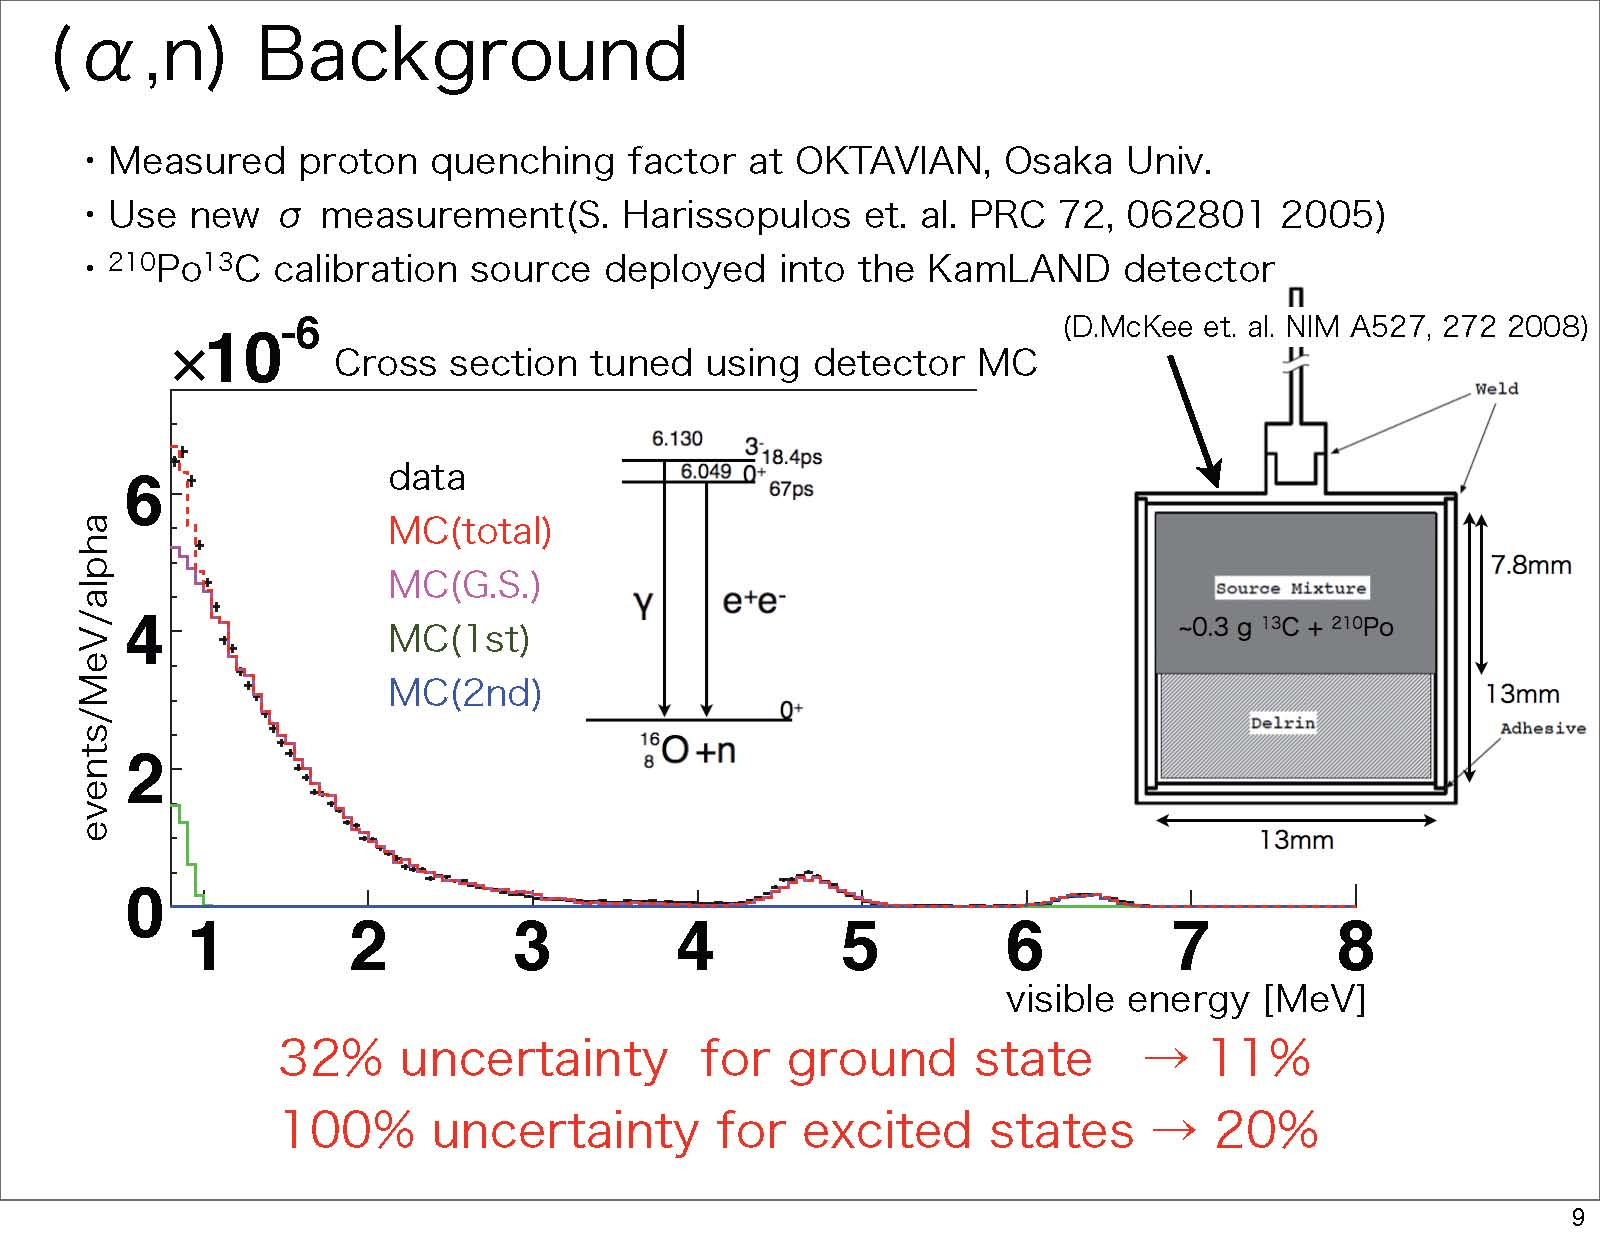 (α,n) Background
・Measured proton quenching factor at OKTAVIAN, Osaka Univ.
・Use new σ measurement(S. Harissopulos et. al. PRC 72, 062801 2005)
・²¹⁰Po¹³C calibration source deployed into the KamLAND detector
(D.McKee et. al. NIM A527, 272 2008)
×10⁻⁶ Cross section tuned using detector MC
events/MeV/alpha
6
4
2
0
data
MC(total)
MC(G.S.)
MC(1st)
MC(2nd)
6.130 3⁻ 18.4ps
6.049 0⁺ 67ps
γ e⁺e⁻
0⁺
¹⁶₈O +n
1 2 3 4 5 6 7 8
visible energy [MeV]
Weld
7.8mm
Source Mixture
~0.3 g ¹³C + ²¹⁰Po
13mm
Delrin
Adhesive
13mm
32% uncertainty for ground state → 11%
100% uncertainty for excited states → 20%
9